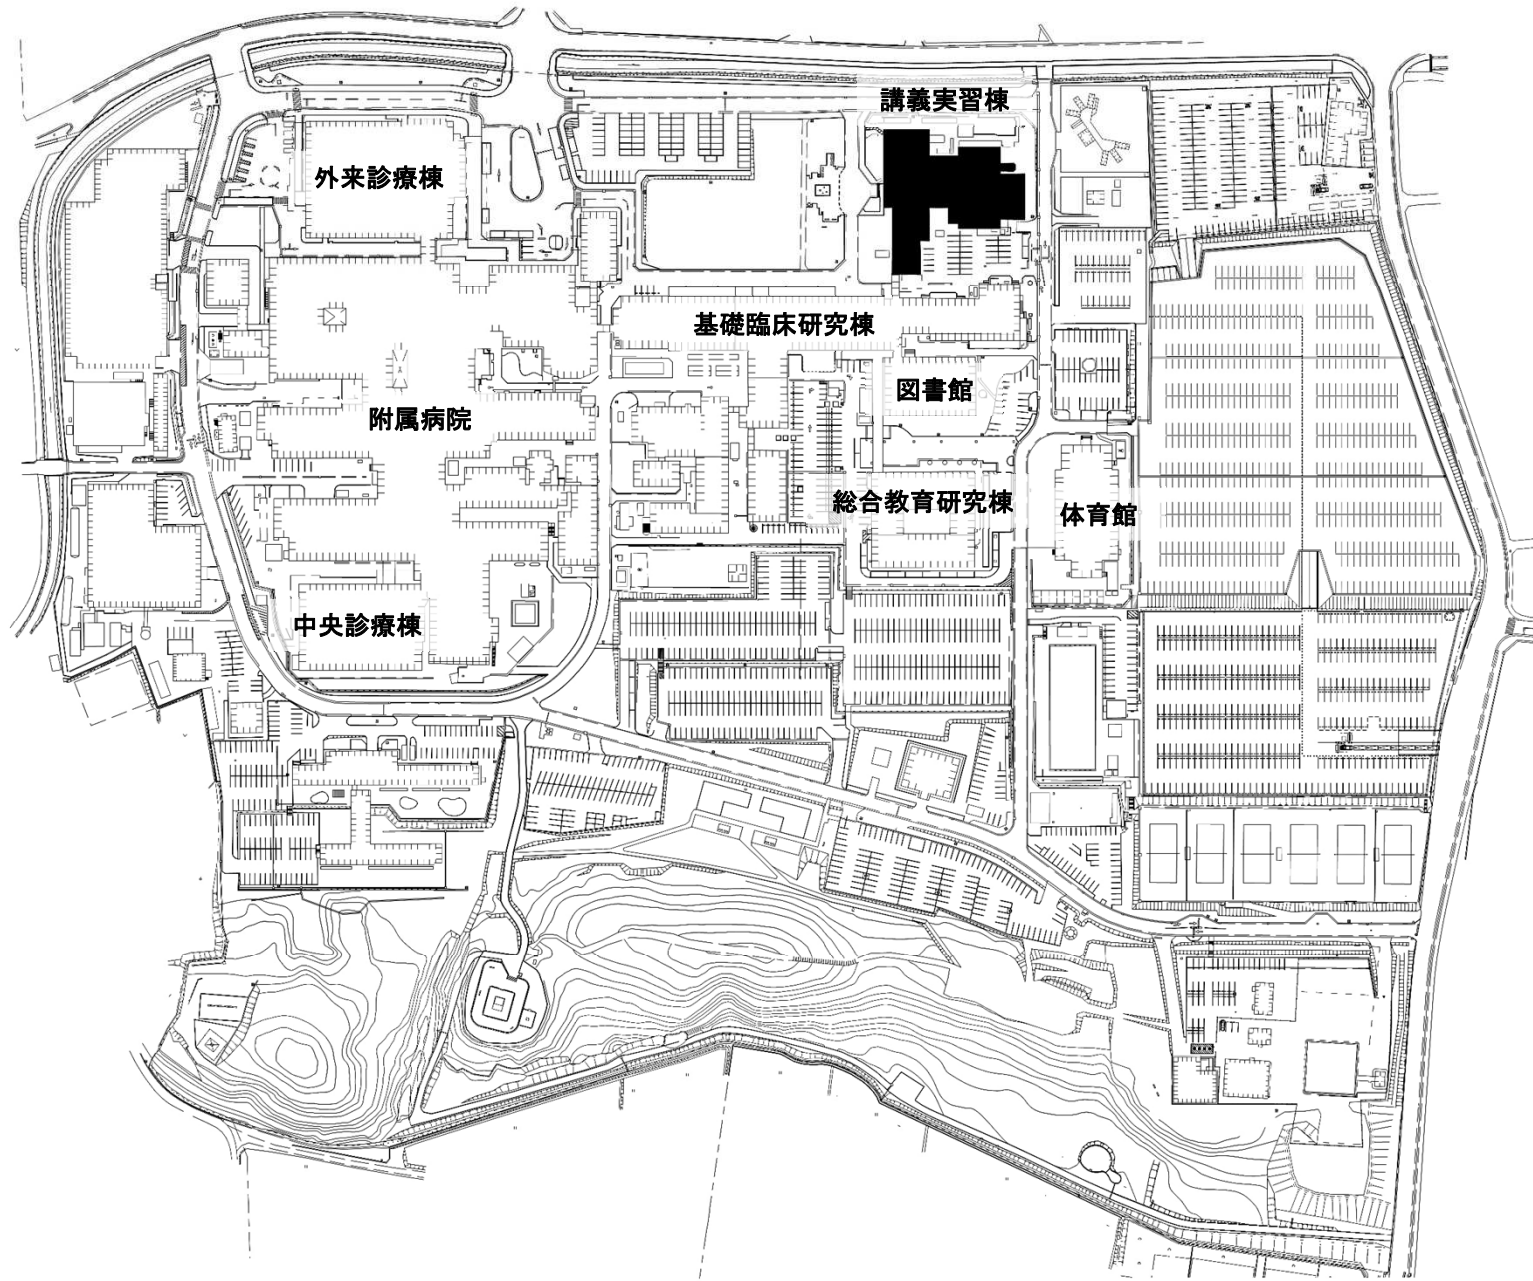 講義実習棟
外来診療棟
基礎臨床研究棟
図書館
附属病院
総合教育研究棟
体育館
中央診療棟